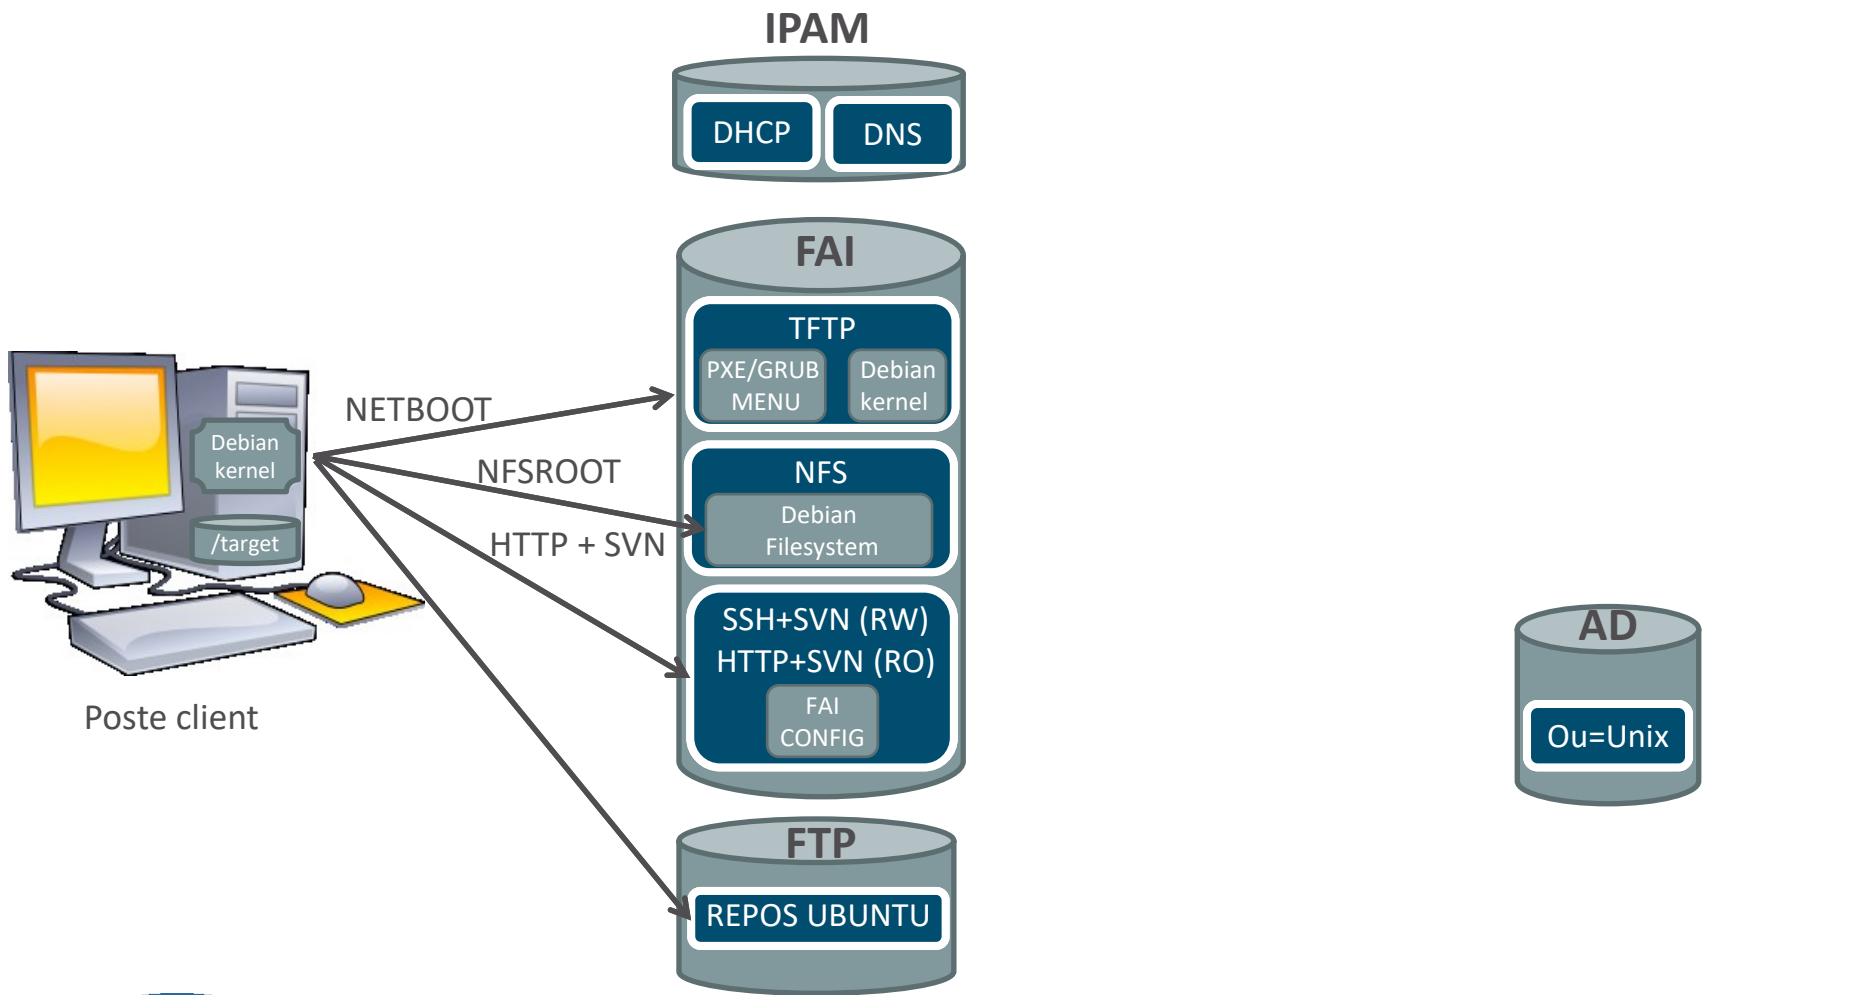 IPAM
DHCP
DNS
FAI
TFTP
PXE/GRUB
MENU
Debian
kernel
NETBOOT
Debian
kernel
/target
NFSROOT
NFS
Debian
Filesystem
HTTP + SVN
SSH+SVN (RW)
HTTP+SVN (RO)
FAI
CONFIG
Poste client
AD
Ou=Unix
FTP
REPOS UBUNTU